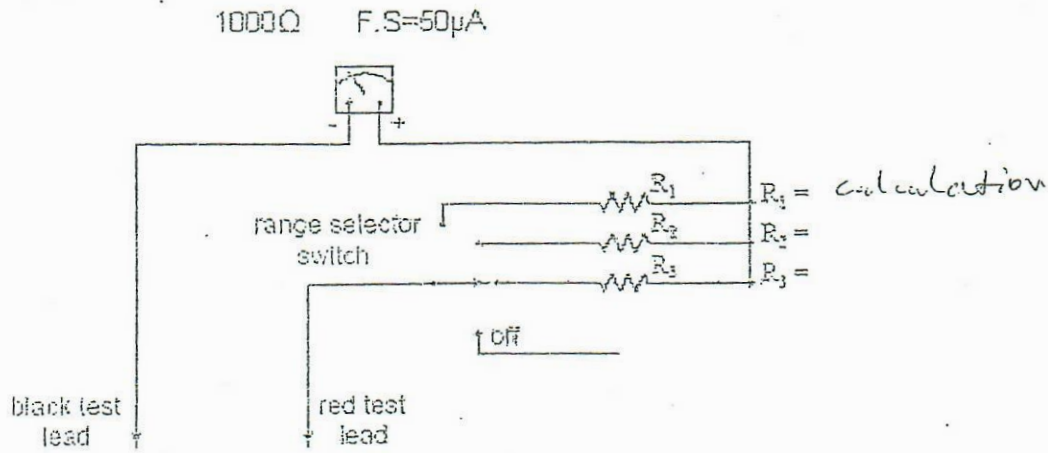 1000Ω F.S=50µA
- +
R₁ R₁ = calculation
range selector
switch
R₂ R₂ =
R₃ R₃ =
off
black test
lead
red test
lead